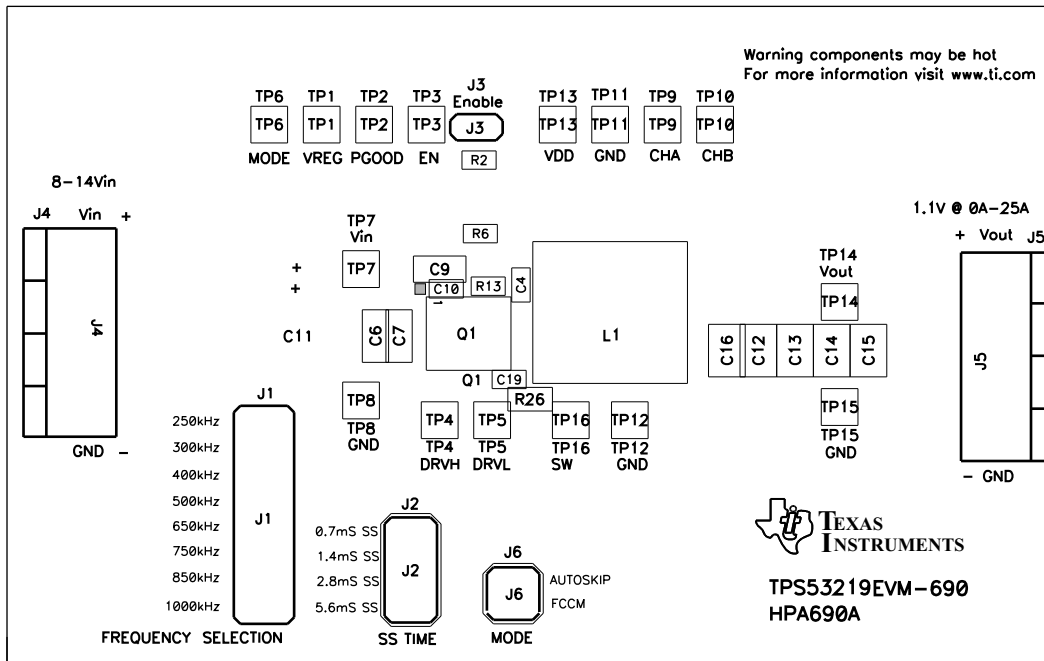 Warning components may be hot
For more information visit www.ti.com
TP6 TP1 TP2 TP3 J3 Enable TP13 TP11 TP9 TP10
TP6 TP1 TP2 TP3 J3 TP13 TP11 TP9 TP10
MODE VREG PGOOD EN R2 VDD GND CHA CHB
8-14Vin
J4 Vin +
J4
GND -
TP7
Vin
TP7
+
+
C11
R6
C9
C10 R13 C4
1
C6 C7
Q1
L1
Q1 C19
R26
TP8
TP8
GND
TP4 TP5 TP16 TP12
TP4 TP5 TP16 TP12
DRVH DRVL SW GND
TP14
Vout
TP14
C16 C12 C13 C14 C15
TP15
TP15
GND
1.1V @ 0A-25A
+ Vout J5
J5
- GND
J1
250kHz
300kHz
400kHz
500kHz
650kHz
750kHz
850kHz
1000kHz
J1
FREQUENCY SELECTION
J2
0.7mS SS
1.4mS SS
2.8mS SS
5.6mS SS
J2
SS TIME
J6
J6
AUTOSKIP
FCCM
MODE
TEXAS
INSTRUMENTS
TPS53219EVM-690
HPA690A